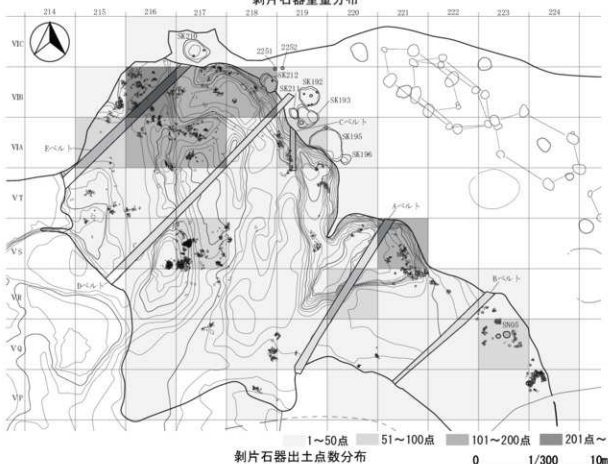 剥片石器重量分布
214 215 216 217 218 219 220 221 222 223 224
ⅥC
SK210
2251 2252
SK212
SK192
ⅥB
SK211
SK193
Cベルト
SK195
ⅥA
Eベルト
SK196
ⅤT
Aベルト
ⅤS
Dベルト
Bベルト
ⅤR
SN05
ⅤQ
ⅤP
1~50点 51~100点 101~200点 201点~
剝片石器出土点数分布 0 1/300 10m